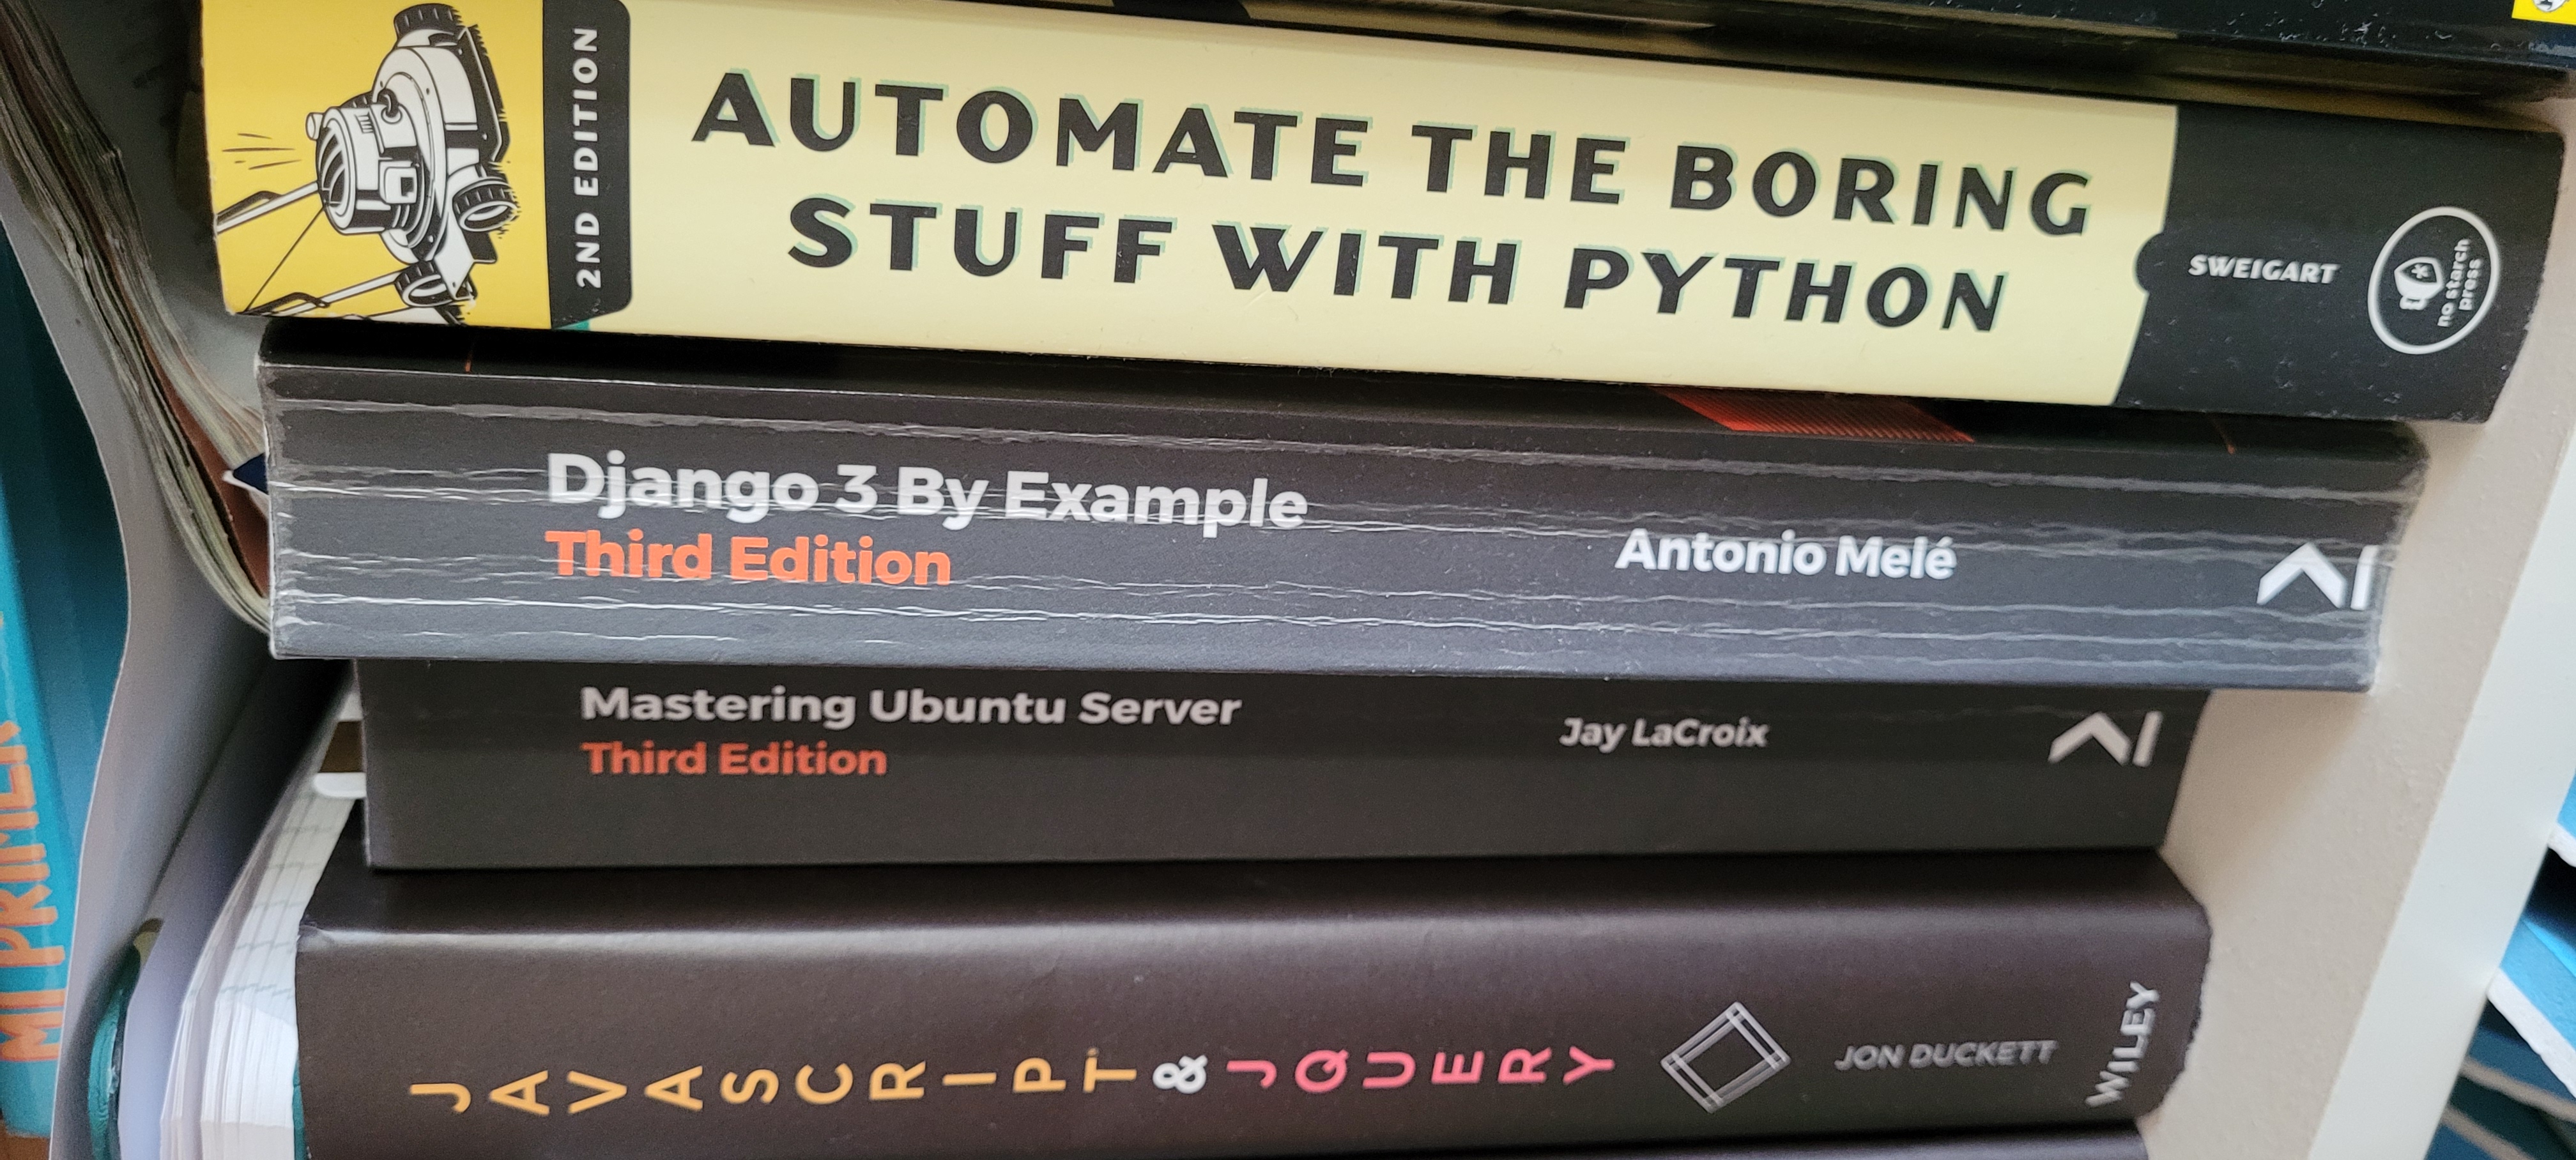 MI PRIMER
JAVASCRIPT & JQUERY
JON DUCKETT
WILEY
Mastering Ubuntu Server
Third Edition
Jay LaCroix
Django 3 By Example
Third Edition
Antonio Melé
2ND EDITION
AUTOMATE THE BORING
STUFF WITH PYTHON
SWEIGART
no starch
press